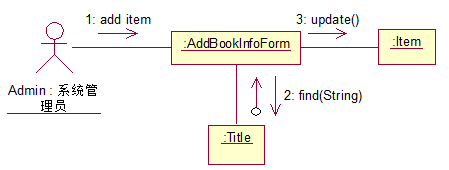 1: add item
3: update()
:AddBookInfoForm
:Item
Admin : 系统管
理员
2: find(String)
:Title